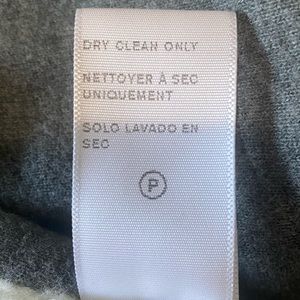 DRY CLEAN ONLY
NETTOYER À SEC
UNIQUEMENT
SOLO LAVADO EN
SEC
P